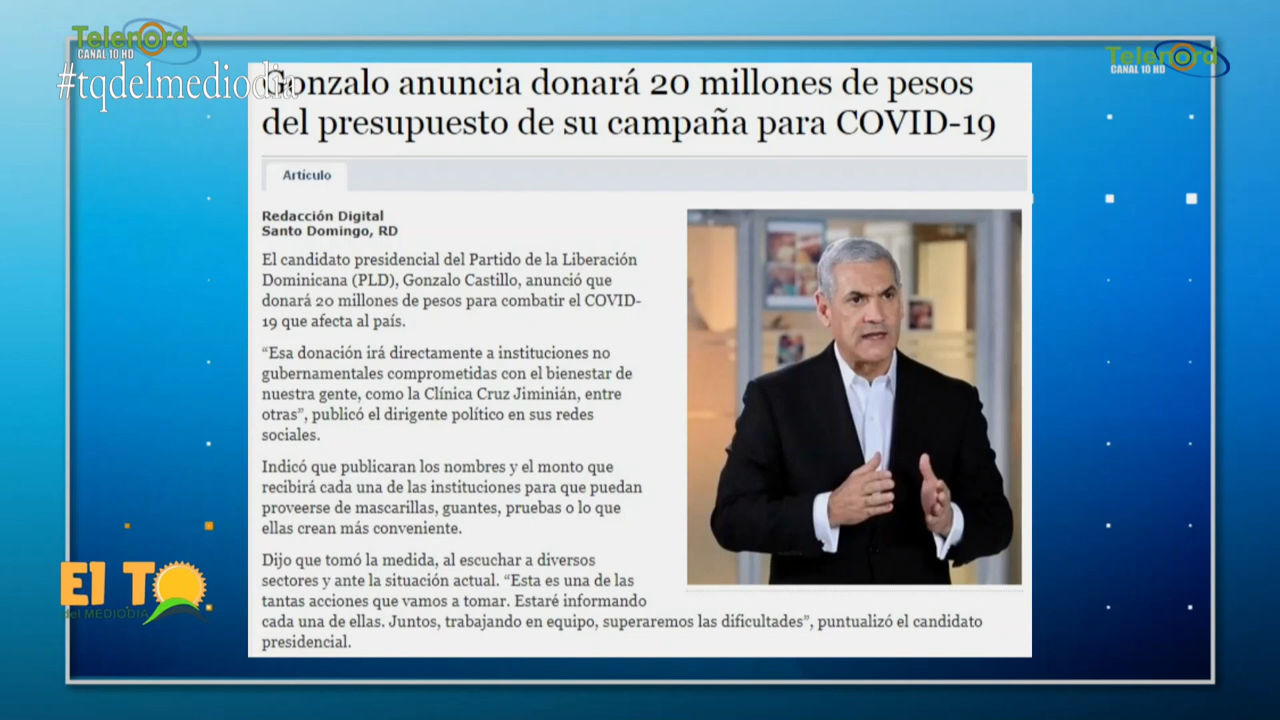 Telenord
CANAL 10 HD
#tqdelmediodia
Telenord
CANAL 10 HD
Gonzalo anuncia donará 20 millones de pesos
del presupuesto de su campaña para COVID-19
Artículo
Redacción Digital
Santo Domingo, RD
El candidato presidencial del Partido de la Liberación
Dominicana (PLD), Gonzalo Castillo, anunció que
donará 20 millones de pesos para combatir el COVID-
19 que afecta al país.
“Esa donación irá directamente a instituciones no
gubernamentales comprometidas con el bienestar de
nuestra gente, como la Clínica Cruz Jiminián, entre
otras”, publicó el dirigente político en sus redes
sociales.
Indicó que publicaran los nombres y el monto que
recibirá cada una de las instituciones para que puedan
proveerse de mascarillas, guantes, pruebas o lo que
ellas crean más conveniente.
Dijo que tomó la medida, al escuchar a diversos
sectores y ante la situación actual. “Esta es una de las
tantas acciones que vamos a tomar. Estaré informando
cada una de ellas. Juntos, trabajando en equipo, superaremos las dificultades”, puntualizó el candidato
presidencial.
El TQ
del MEDIODIA